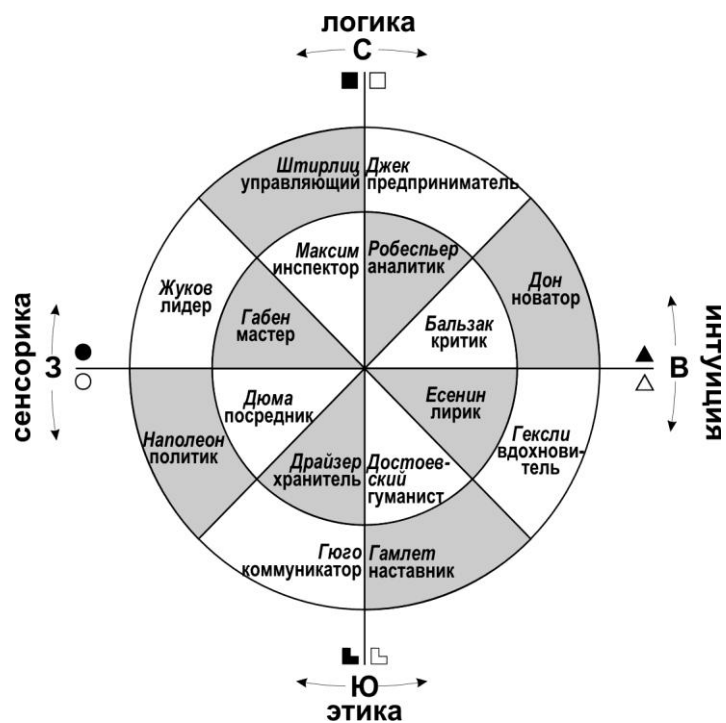 логика
С
Штирлиц
управляющий
Джек
предприниматель
Максим
инспектор
Робеспьер
аналитик
Жуков
лидер
Дон
новатор
Габен
мастер
Бальзак
критик
сенсорика
З
В
интуиция
Дюма
посредник
Есенин
лирик
Наполеон
политик
Гексли
вдохнови-
тель
Драйзер
хранитель
Достоев-
ский
гуманист
Гюго
коммуникатор
Гамлет
наставник
Ю
этика